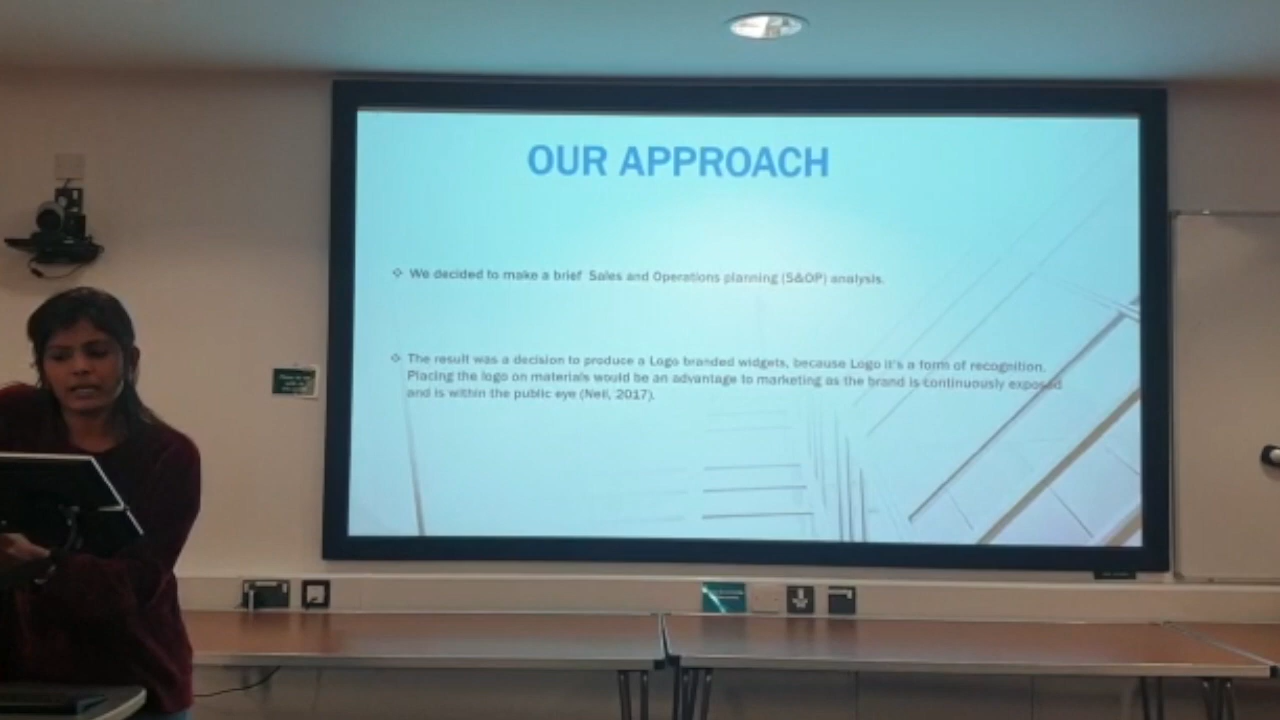 OUR APPROACH
❖ We decided to make a brief Sales and Operations planning (S&OP) analysis.
❖ The result was a decision to produce a Logo branded widgets, because Logo it's a form of recognition.
Placing the logo on materials would be an advantage to marketing as the brand is continuously exposed
and is within the public eye (Neil, 2017).